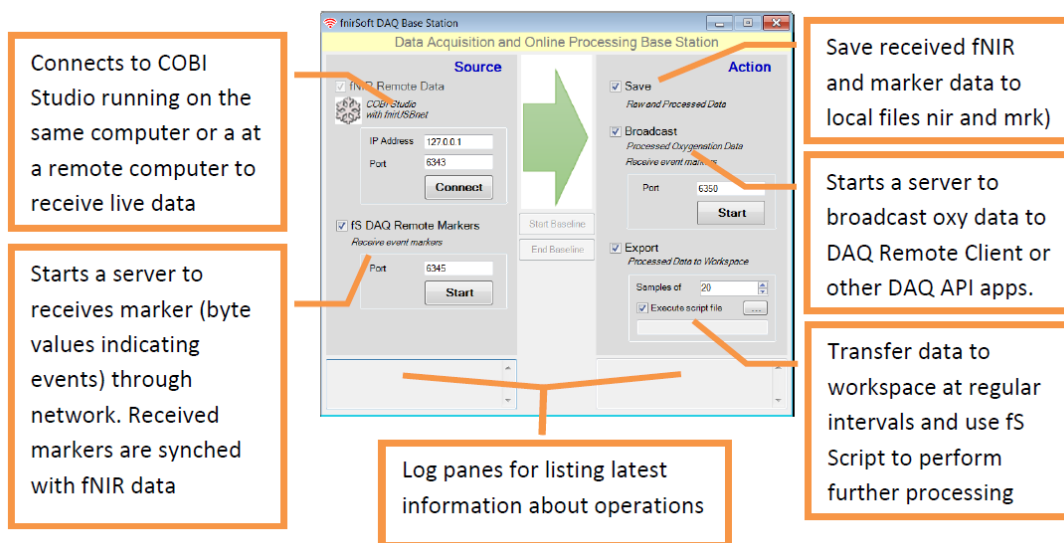 Connects to COBI
Studio running on the
same computer or a at
a remote computer to
receive live data
Starts a server to
receives marker (byte
values indicating
events) through
network. Received
markers are synched
with fNIR data
fnirSoft DAQ Base Station
Data Acquisition and Online Processing Base Station
Source
fNIR Remote Data
COBI Studio
with fnirUSBnet
IP Address 127.0.0.1
Port 6343
Connect
fS DAQ Remote Markers
Receive event markers
Port 6345
Start
Start Baseline
End Baseline
Action
Save
Raw and Processed Data
Broadcast
Processed Oxygenation Data
Receive event markers
Port 6350
Start
Export
Processed Data to Workspace
Samples of 20
Execute script file ...
Log panes for listing latest
information about operations
Save received fNIR
and marker data to
local files nir and mrk)
Starts a server to
broadcast oxy data to
DAQ Remote Client or
other DAQ API apps.
Transfer data to
workspace at regular
intervals and use fS
Script to perform
further processing